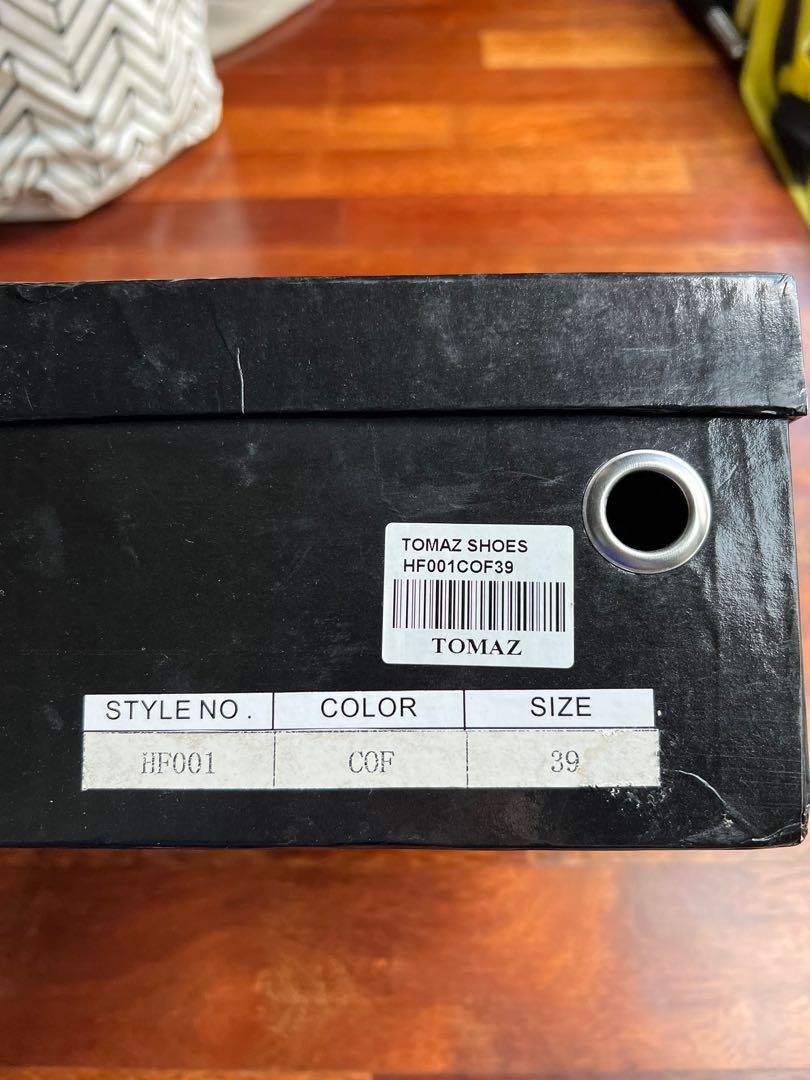 TOMAZ SHOES
HF001COF39
TOMAZ
STYLE NO. COLOR SIZE
HF001 COF 39